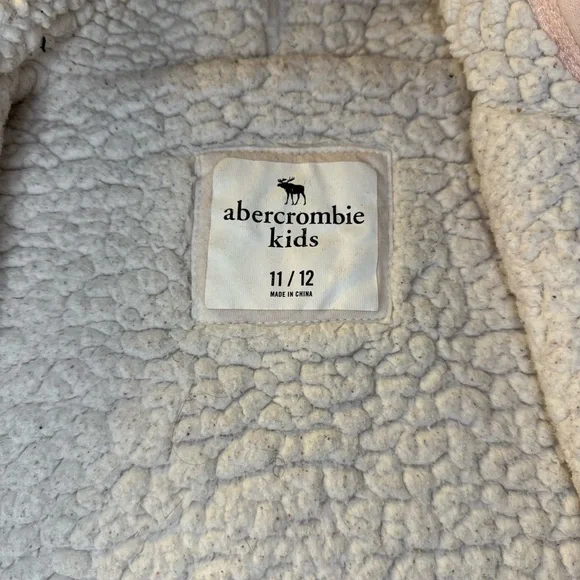 abercrombie
kids
11 / 12
MADE IN CHINA